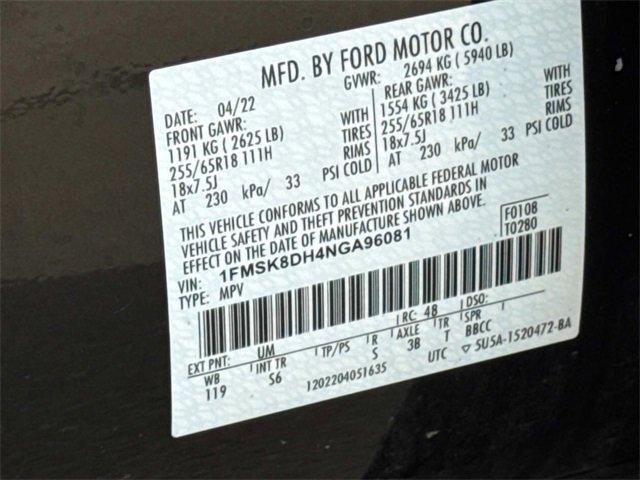 MFD. BY FORD MOTOR CO.
DATE: 04/22 GVWR: 2694 KG ( 5940 LB)
FRONT GAWR: REAR GAWR:
1191 KG ( 2625 LB) WITH 1554 KG ( 3425 LB) WITH
255/65R18 111H TIRES 255/65R18 111H TIRES
18x7.5J RIMS 18x7.5J RIMS
AT 230 kPa/ 33 PSI COLD AT 230 kPa/ 33 PSI COLD
THIS VEHICLE CONFORMS TO ALL APPLICABLE FEDERAL MOTOR
VEHICLE SAFETY AND THEFT PREVENTION STANDARDS IN
EFFECT ON THE DATE OF MANUFACTURE SHOWN ABOVE.
VIN: 1FMSK8DH4NGA96081 F0108
TYPE: MPV T0280
EXT PNT: UM RC: 48 DSO:
WB INT TR TP/PS R AXLE TR SPR
119 S6 S 3B T BBCC
1202204051635 UTC ▽ 5U5A-1520472-BA